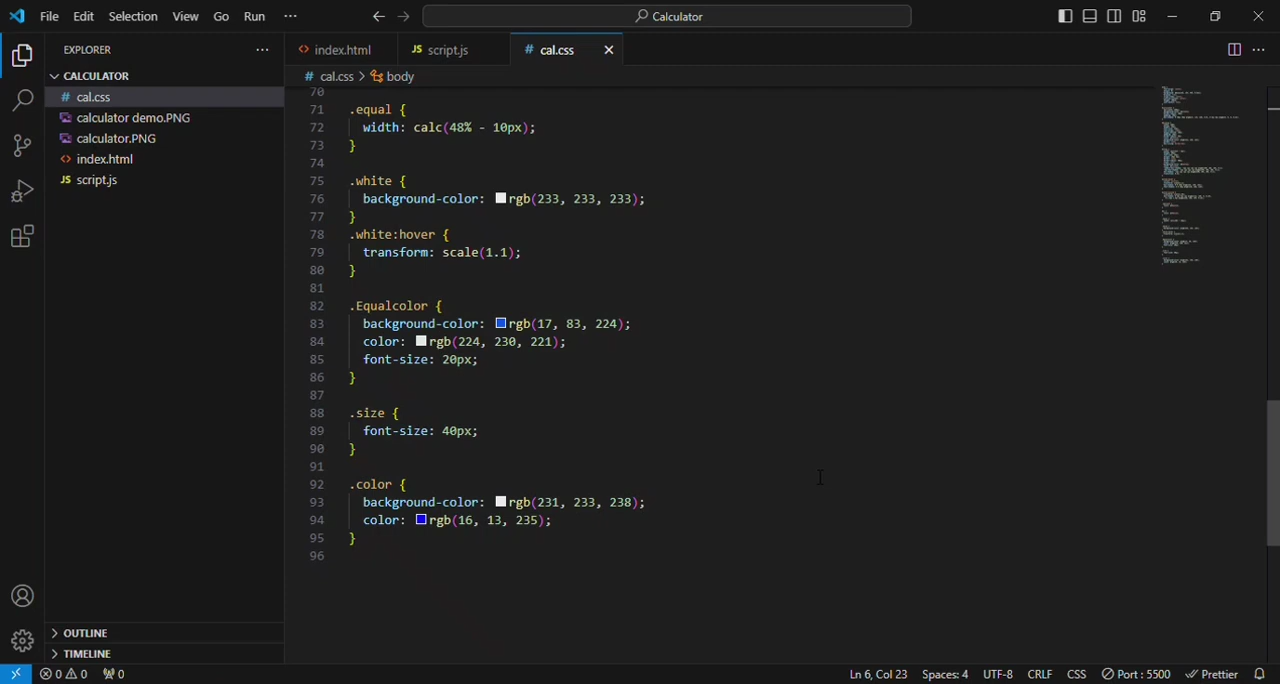 File Edit Selection View Go Run ··· Calculator
EXPLORER ···
CALCULATOR
# cal.css
calculator demo.PNG
calculator.PNG
<> index.html
JS script.js
OUTLINE
TIMELINE
<> index.html JS script.js # cal.css ×
# cal.css > body
70
71 .equal {
72 width: calc(48% - 10px);
73 }
74
75 .white {
76 background-color: rgb(233, 233, 233);
77 }
78 .white:hover {
79 transform: scale(1.1);
80 }
81
82 .Equalcolor {
83 background-color: rgb(17, 83, 224);
84 color: rgb(224, 230, 221);
85 font-size: 20px;
86 }
87
88 .size {
89 font-size: 40px;
90 }
91
92 .color {
93 background-color: rgb(231, 233, 238);
94 color: rgb(16, 13, 235);
95 }
96
0 0 0 Ln 6, Col 23 Spaces: 4 UTF-8 CRLF CSS Port : 5500 Prettier